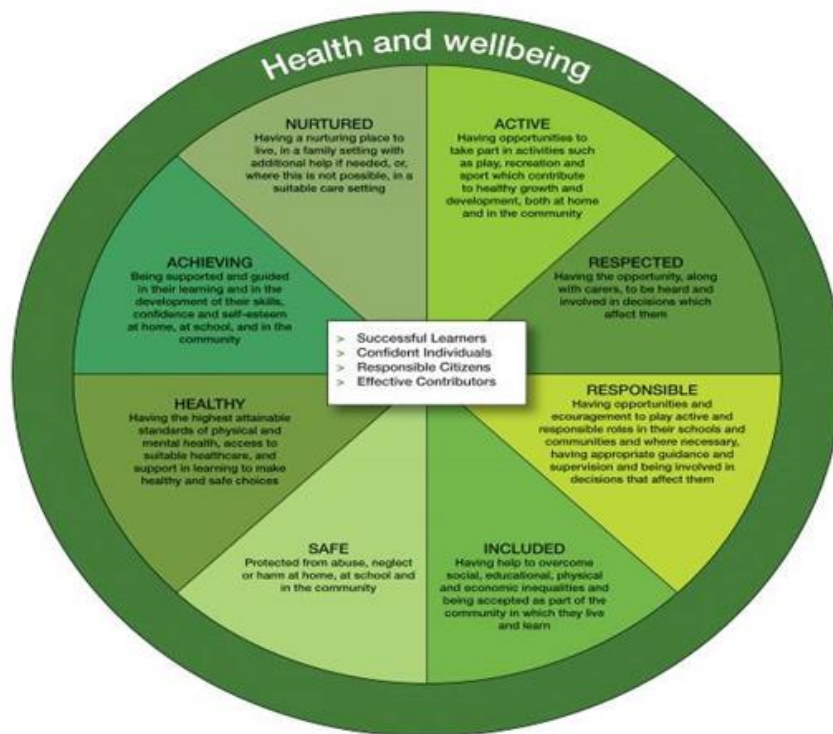 Health and wellbeing
NURTURED
Having a nurturing place to
live, in a family setting with
additional help if needed, or,
where this is not possible, in a
suitable care setting
ACTIVE
Having opportunities to
take part in activities such
as play, recreation and
sport which contribute
to healthy growth and
development, both at home
and in the community
ACHIEVING
Being supported and guided
in their learning and in the
development of their skills,
confidence and self-esteem
at home, at school, and in the
community
RESPECTED
Having the opportunity, along
with carers, to be heard and
involved in decisions which
affect them
> Successful Learners
> Confident Individuals
> Responsible Citizens
> Effective Contributors
HEALTHY
Having the highest attainable
standards of physical and
mental health, access to
suitable healthcare, and
support in learning to make
healthy and safe choices
RESPONSIBLE
Having opportunities and
ecouragement to play active and
responsible roles in their schools and
communities and where necessary,
having appropriate guidance and
supervision and being involved in
decisions that affect them
SAFE
Protected from abuse, neglect
or harm at home, at school and
in the community
INCLUDED
Having help to overcome
social, educational, physical
and economic inequalities and
being accepted as part of the
community in which they live
and learn